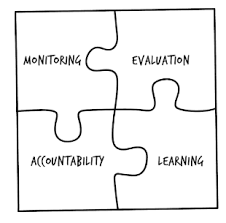 MONITORING
EVALUATION
ACCOUNTABILITY
LEARNING